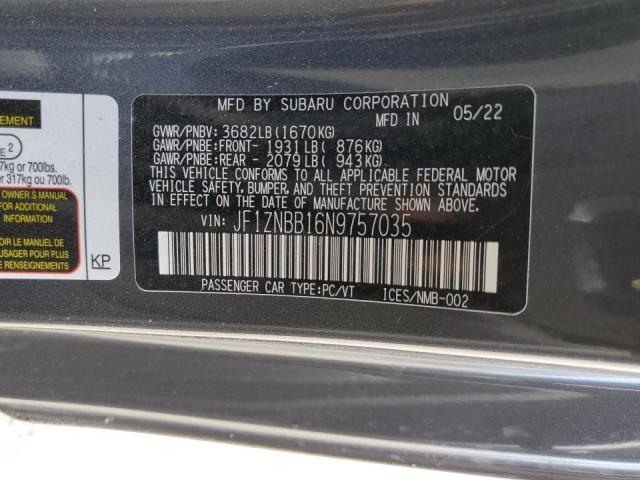 EMENT
E²
7kg or 700lbs.
r 317kg ou 700lb.
OWNER'S MANUAL
FOR ADDITIONAL
INFORMATION
IR LE MANUEL DE
USAGER POUR PLUS
E RENSEIGNEMENTS
KP
MFD BY SUBARU CORPORATION
MFD IN 05/22
GVWR/PNBV: 3682LB(1670KG)
GAWR/PNBE:FRONT- 1931LB( 876KG)
GAWR/PNBE:REAR - 2079LB( 943KG)
THIS VEHICLE CONFORMS TO ALL APPLICABLE FEDERAL MOTOR
VEHICLE SAFETY, BUMPER, AND THEFT PREVENTION STANDARDS
IN EFFECT ON THE DATE OF MANUFACTURE SHOWN ABOVE.
VIN: JF1ZNBB16N9757035
PASSENGER CAR TYPE:PC/VT ICES/NMB-002